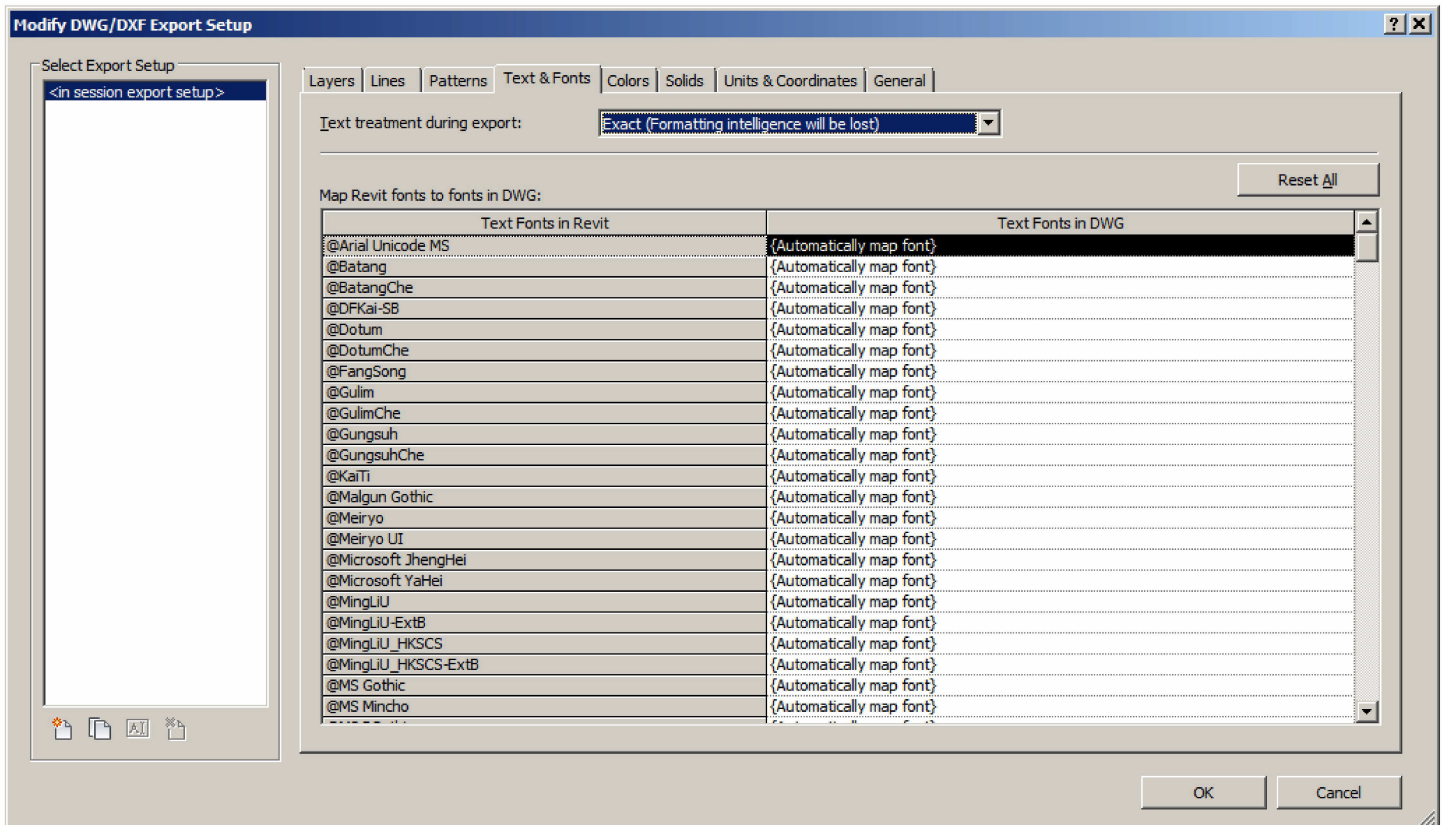 Modify DWG/DXF Export Setup
Select Export Setup
<in session export setup>
Layers Lines Patterns Text & Fonts Colors Solids Units & Coordinates General
Text treatment during export: Exact (Formatting intelligence will be lost)
Reset All
Map Revit fonts to fonts in DWG:
Text Fonts in Revit Text Fonts in DWG
@Arial Unicode MS {Automatically map font}
@Batang {Automatically map font}
@BatangChe {Automatically map font}
@DFKai-SB {Automatically map font}
@Dotum {Automatically map font}
@DotumChe {Automatically map font}
@FangSong {Automatically map font}
@Gulim {Automatically map font}
@GulimChe {Automatically map font}
@Gungsuh {Automatically map font}
@GungsuhChe {Automatically map font}
@KaiTi {Automatically map font}
@Malgun Gothic {Automatically map font}
@Meiryo {Automatically map font}
@Meiryo UI {Automatically map font}
@Microsoft JhengHei {Automatically map font}
@Microsoft YaHei {Automatically map font}
@MingLiU {Automatically map font}
@MingLiU-ExtB {Automatically map font}
@MingLiU_HKSCS {Automatically map font}
@MingLiU_HKSCS-ExtB {Automatically map font}
@MS Gothic {Automatically map font}
@MS Mincho {Automatically map font}
OK Cancel